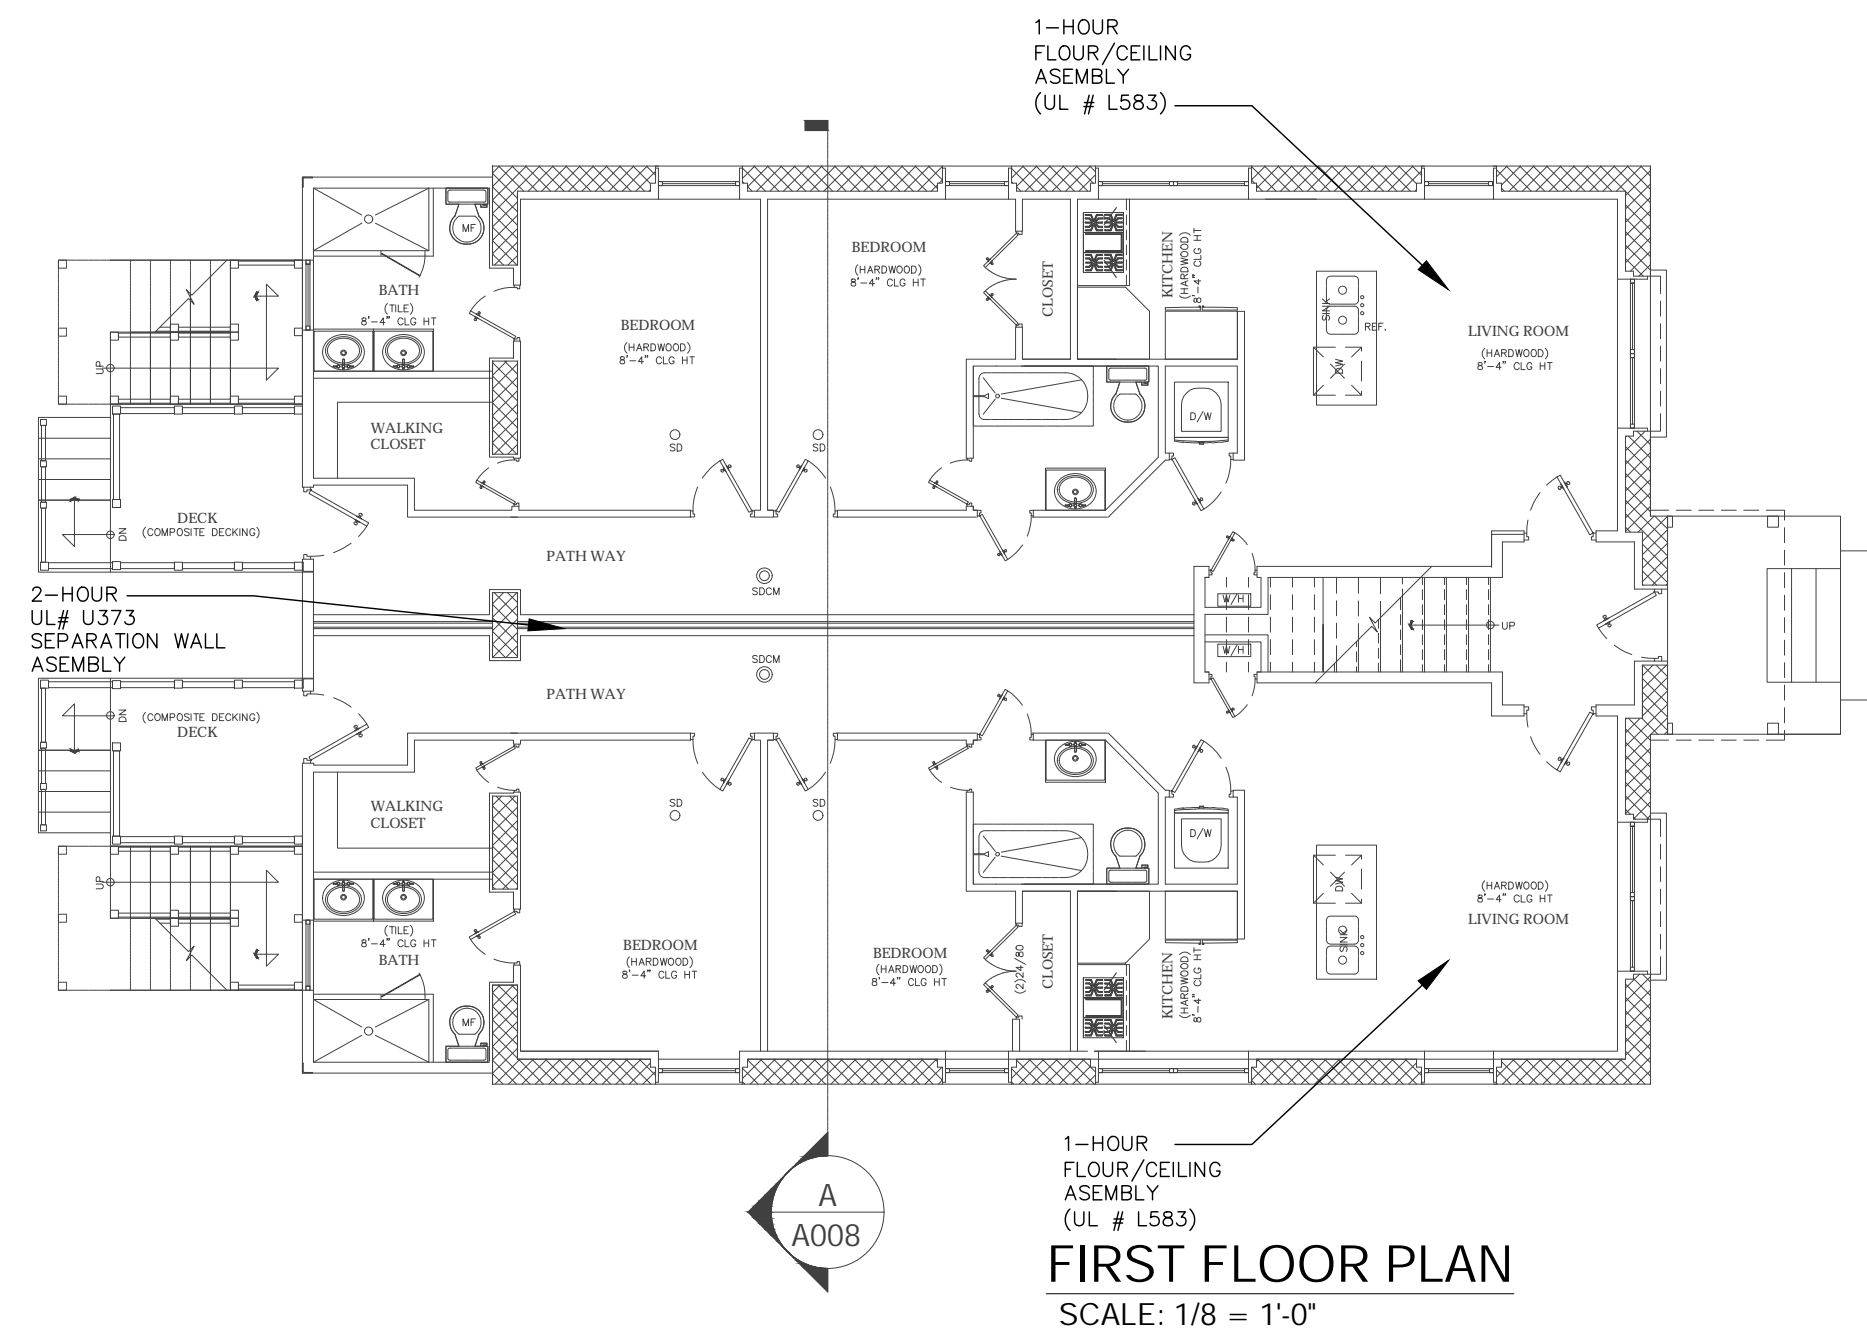 1-HOUR
FLOUR/CEILING
ASEMBLY
(UL # L583)
MF
BATH
(TILE)
8'-4" CLG HT
BEDROOM
(HARDWOOD)
8'-4" CLG HT
BEDROOM
(HARDWOOD)
8'-4" CLG HT
CLOSET
KITCHEN
(HARDWOOD)
8'-4" CLG HT
SINK
REF.
DW
LIVING ROOM
(HARDWOOD)
8'-4" CLG HT
UP
WALKING
CLOSET
SD
SD
D/W
DECK
(COMPOSITE DECKING)
DN
PATH WAY
SDCM
W/H
2-HOUR
UL# U373
SEPARATION WALL
ASEMBLY
UP
W/H
SDCM
PATH WAY
DN
(COMPOSITE DECKING)
DECK
WALKING
CLOSET
SD
SD
D/W
UP
DW
SINK
(HARDWOOD)
8'-4" CLG HT
LIVING ROOM
(TILE)
8'-4" CLG HT
BATH
MF
BEDROOM
(HARDWOOD)
8'-4" CLG HT
BEDROOM
(HARDWOOD)
8'-4" CLG HT
(2)24/80
CLOSET
KITCHEN
(HARDWOOD)
8'-4" CLG HT
1-HOUR
FLOUR/CEILING
ASEMBLY
(UL # L583)
A
A008
FIRST FLOOR PLAN
SCALE: 1/8 = 1'-0"